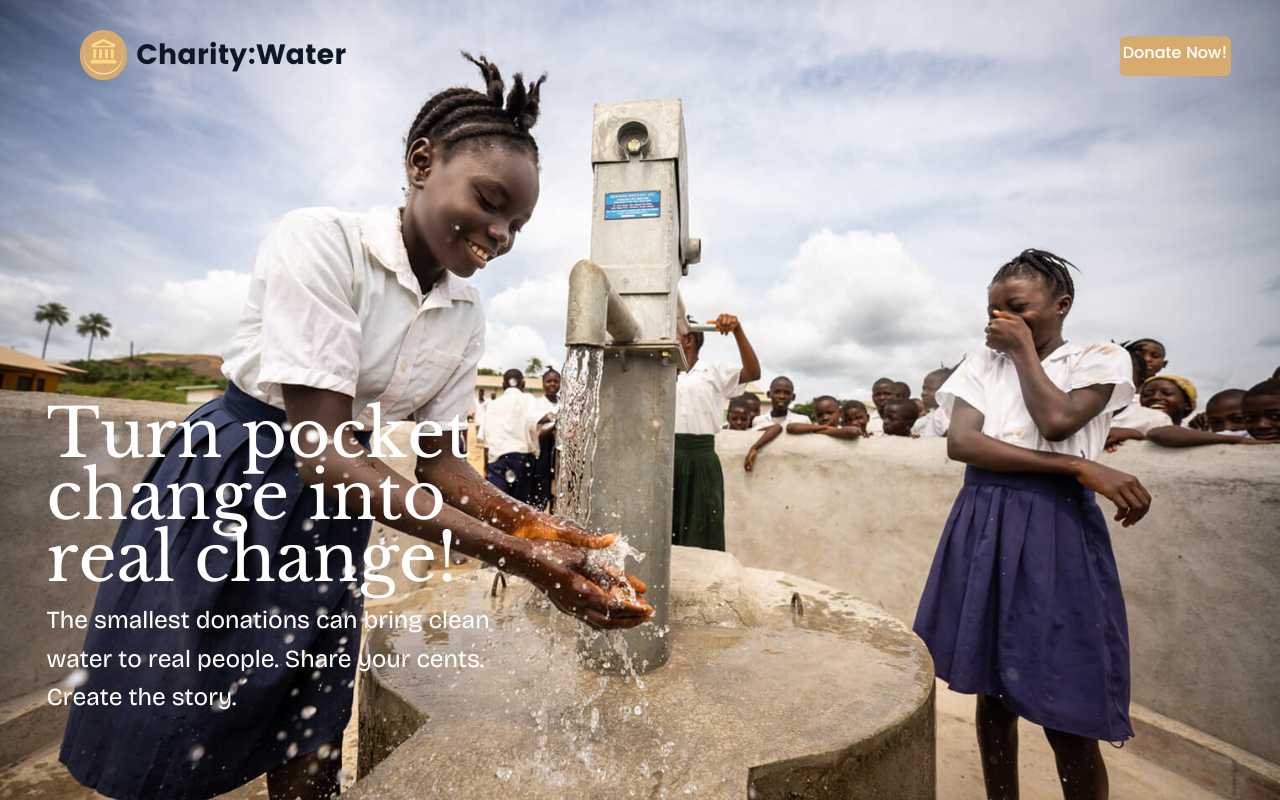 Charity:Water
Donate Now!
Turn pocket
change into
real change!
The smallest donations can bring clean
water to real people. Share your cents.
Create the story.